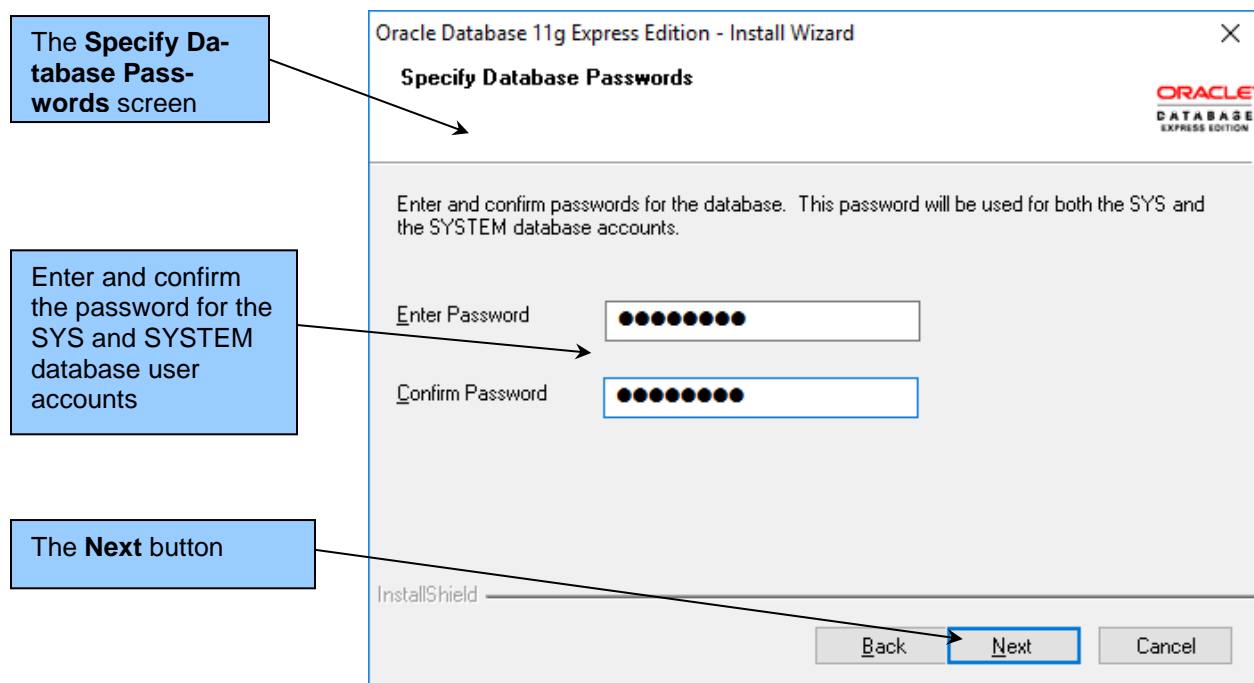 The Specify Da-
tabase Pass-
words screen
Oracle Database 11g Express Edition - Install Wizard
Specify Database Passwords
ORACLE
DATABASE
EXPRESS EDITION
Enter and confirm passwords for the database. This password will be used for both the SYS and
the SYSTEM database accounts.
Enter and confirm
the password for the
SYS and SYSTEM
database user
accounts
Enter Password
Confirm Password
The Next button
InstallShield
Back
Next
Cancel